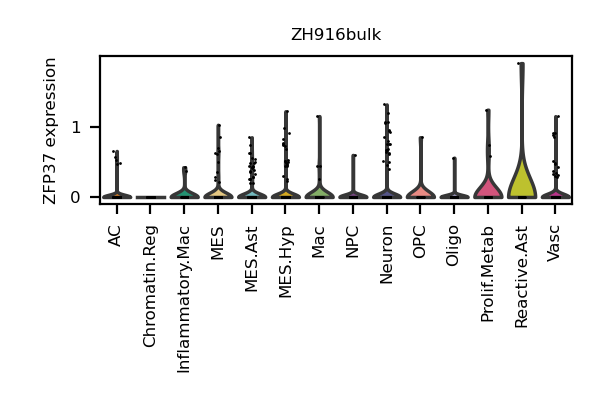 ZH916bulk
ZFP37 expression
1
0
AC
Chromatin.Reg
Inflammatory.Mac
MES
MES.Ast
MES.Hyp
Mac
NPC
Neuron
OPC
Oligo
Prolif.Metab
Reactive.Ast
Vasc